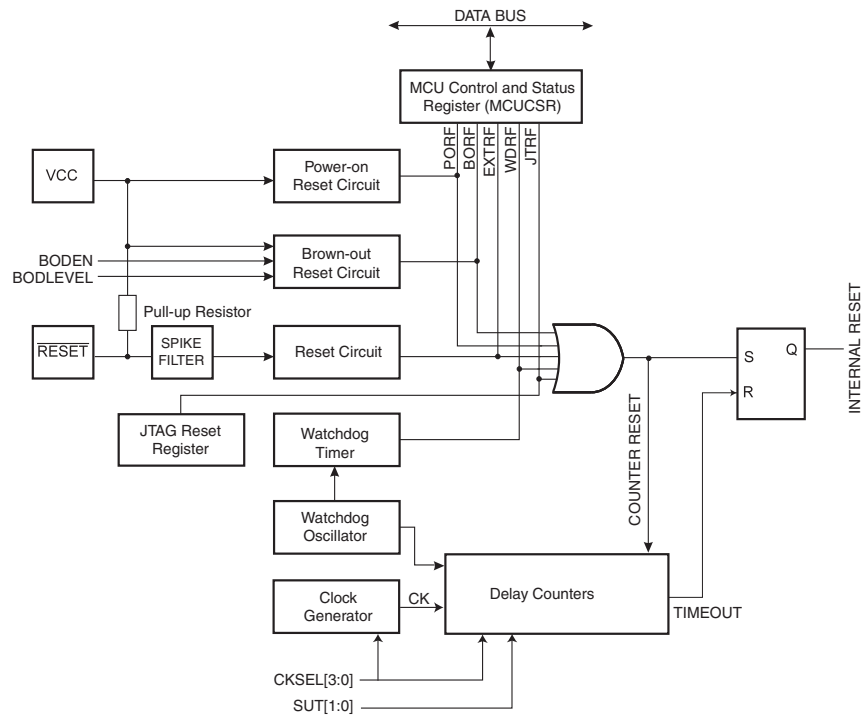 DATA BUS
MCU Control and Status
Register (MCUCSR)
PORF
BORF
EXTRF
WDRF
JTRF
VCC
Power-on
Reset Circuit
BODEN
BODLEVEL
Brown-out
Reset Circuit
Pull-up Resistor
RESET
SPIKE
FILTER
Reset Circuit
JTAG Reset
Register
Watchdog
Timer
Watchdog
Oscillator
Clock
Generator
CK
Delay Counters
CKSEL[3:0]
SUT[1:0]
COUNTER RESET
TIMEOUT
S
Q
R
INTERNAL RESET